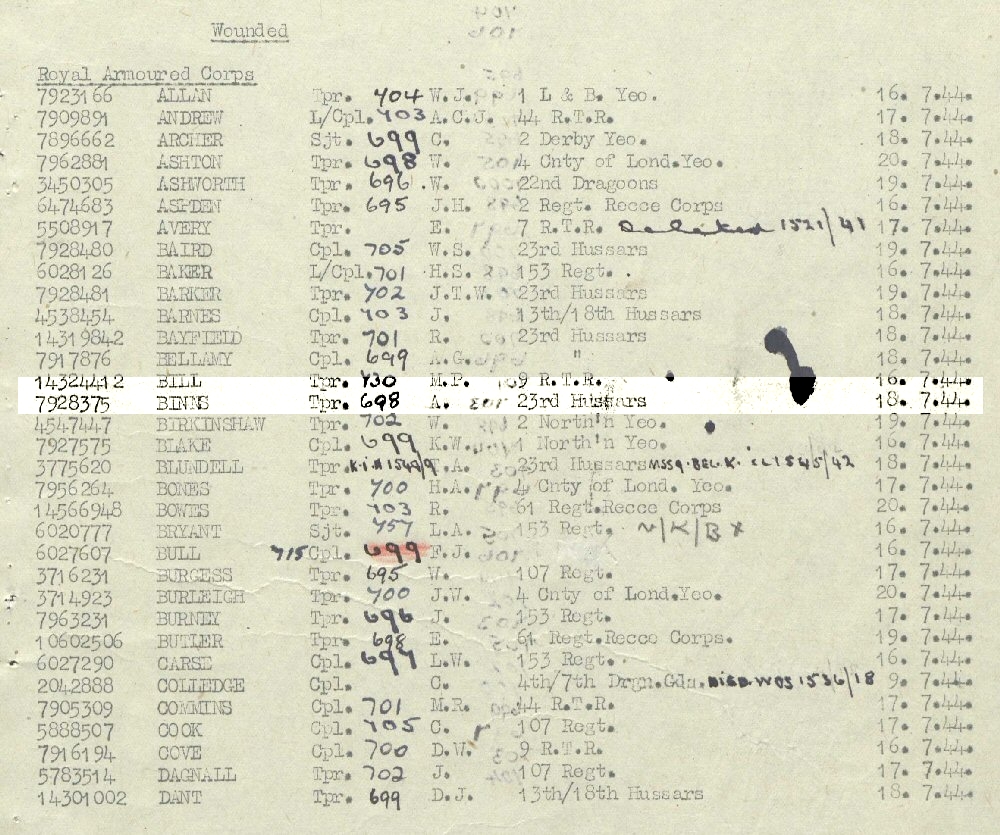 Wounded
Royal Armoured Corps
7923166 ALLAN Tpr. 704 W.J. 1 L & B. Yeo. 16. 7.44.
7909891 ANDREW L/Cpl. 703 A.C.J. 44 R.T.R. 17. 7.44.
7896662 ARCHER Sjt. 699 C. 2 Derby Yeo. 18. 7.44.
7962881 ASHTON Tpr. 698 W. 4 Cnty of Lond.Yeo. 20. 7.44.
3450305 ASHWORTH Tpr. 696 W. 22nd Dragoons 19. 7.44.
6474683 ASPDEN Tpr. 695 J.H. 2 Regt. Recce Corps 16. 7.44.
5508917 AVERY Tpr. E. 7 R.T.R. Deleted 1521/41 17. 7.44.
7928480 BAIRD Cpl. 705 W.S. 23rd Hussars 19. 7.44.
6028126 BAKER L/Cpl. 701 H.S. 153 Regt. 16. 7.44.
7928481 BARKER Tpr. 702 J.T.W. 23rd Hussars 19. 7.44.
4538454 BARNES Cpl. 703 J. 13th/18th Hussars 18. 7.44.
14319842 BAYFIELD Tpr. 701 R. 23rd Hussars 18. 7.44.
7917876 BELLAMY Cpl. 699 A.G. " 18. 7.44.
14324412 BILL Tpr. 730 M.P. 9 R.T.R. 16. 7.44.
7928375 BINNS Tpr. 698 A. 23rd Hussars 18. 7.44.
4547447 BIRKINSHAW Tpr. 702 W. 2 North'n Yeo. 19. 7.44.
7927575 BLAKE Cpl. 699 K.W. 1 North'n Yeo. 16. 7.44.
3775620 BLUNDELL Tpr. K.i.A 1540/9 F.A. 23rd Hussars MSSG.BEL.K. CL1545/42 18. 7.44.
7956264 BONES Tpr. 700 H.A. 4 Cnty of Lond. Yeo. 17. 7.44.
14566948 BOWES Tpr. 703 R. 61 Regt.Recce Corps 20. 7.44.
6020777 BRYANT Sjt. 757 L.A. 153 Regt. N/K/B x 16. 7.44.
6027607 BULL 715 Cpl. 699 F.J. 16. 7.44.
3716231 BURGESS Tpr. 695 W. 107 Regt. 17. 7.44.
3714923 BURLEIGH Tpr. 700 J.W. 4 Cnty of Lond.Yeo. 20. 7.44.
7963231 BURNEY Tpr. 696 J. 153 Regt. 17. 7.44.
10602506 BUTLER Tpr. 698 E. 61 Regt.Recce Corps. 19. 7.44.
6027290 CARSE Cpl. 697 L.W. 153 Regt. 16. 7.44.
2042888 COLLEDGE Cpl. C. 4th/7th Drgn.Gds. DIED.WDS 1536/18 9. 7.44.
7905309 COMMINS Cpl. 701 M.R. 44 R.T.R. 17. 7.44.
5888507 COOK Cpl. 705 C. 107 Regt. 17. 7.44.
7916194 COVE Cpl. 700 D.W. 9 R.T.R. 16. 7.44.
5783514 DAGNALL Tpr. 702 J. 107 Regt. 17. 7.44.
14301002 DANT Tpr. 699 D.J. 13th/18th Hussars 18. 7.44.